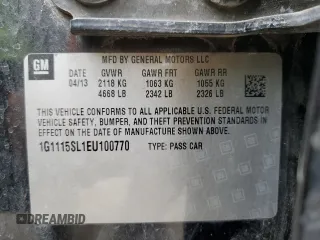 GM
MFD BY GENERAL MOTORS LLC
DATE GVWR GAWR FRT GAWR RR
04/13 2118 KG 1063 KG 1055 KG
4668 LB 2342 LB 2326 LB
THIS VEHICLE CONFORMS TO ALL APPLICABLE U.S. FEDERAL MOTOR
VEHICLE SAFETY, BUMPER, AND THEFT PREVENTION STANDARDS IN
EFFECT ON THE DATE OF MANUFACTURE SHOWN ABOVE.
1G1115SL1EU100770 TYPE: PASS CAR
DREAMBID